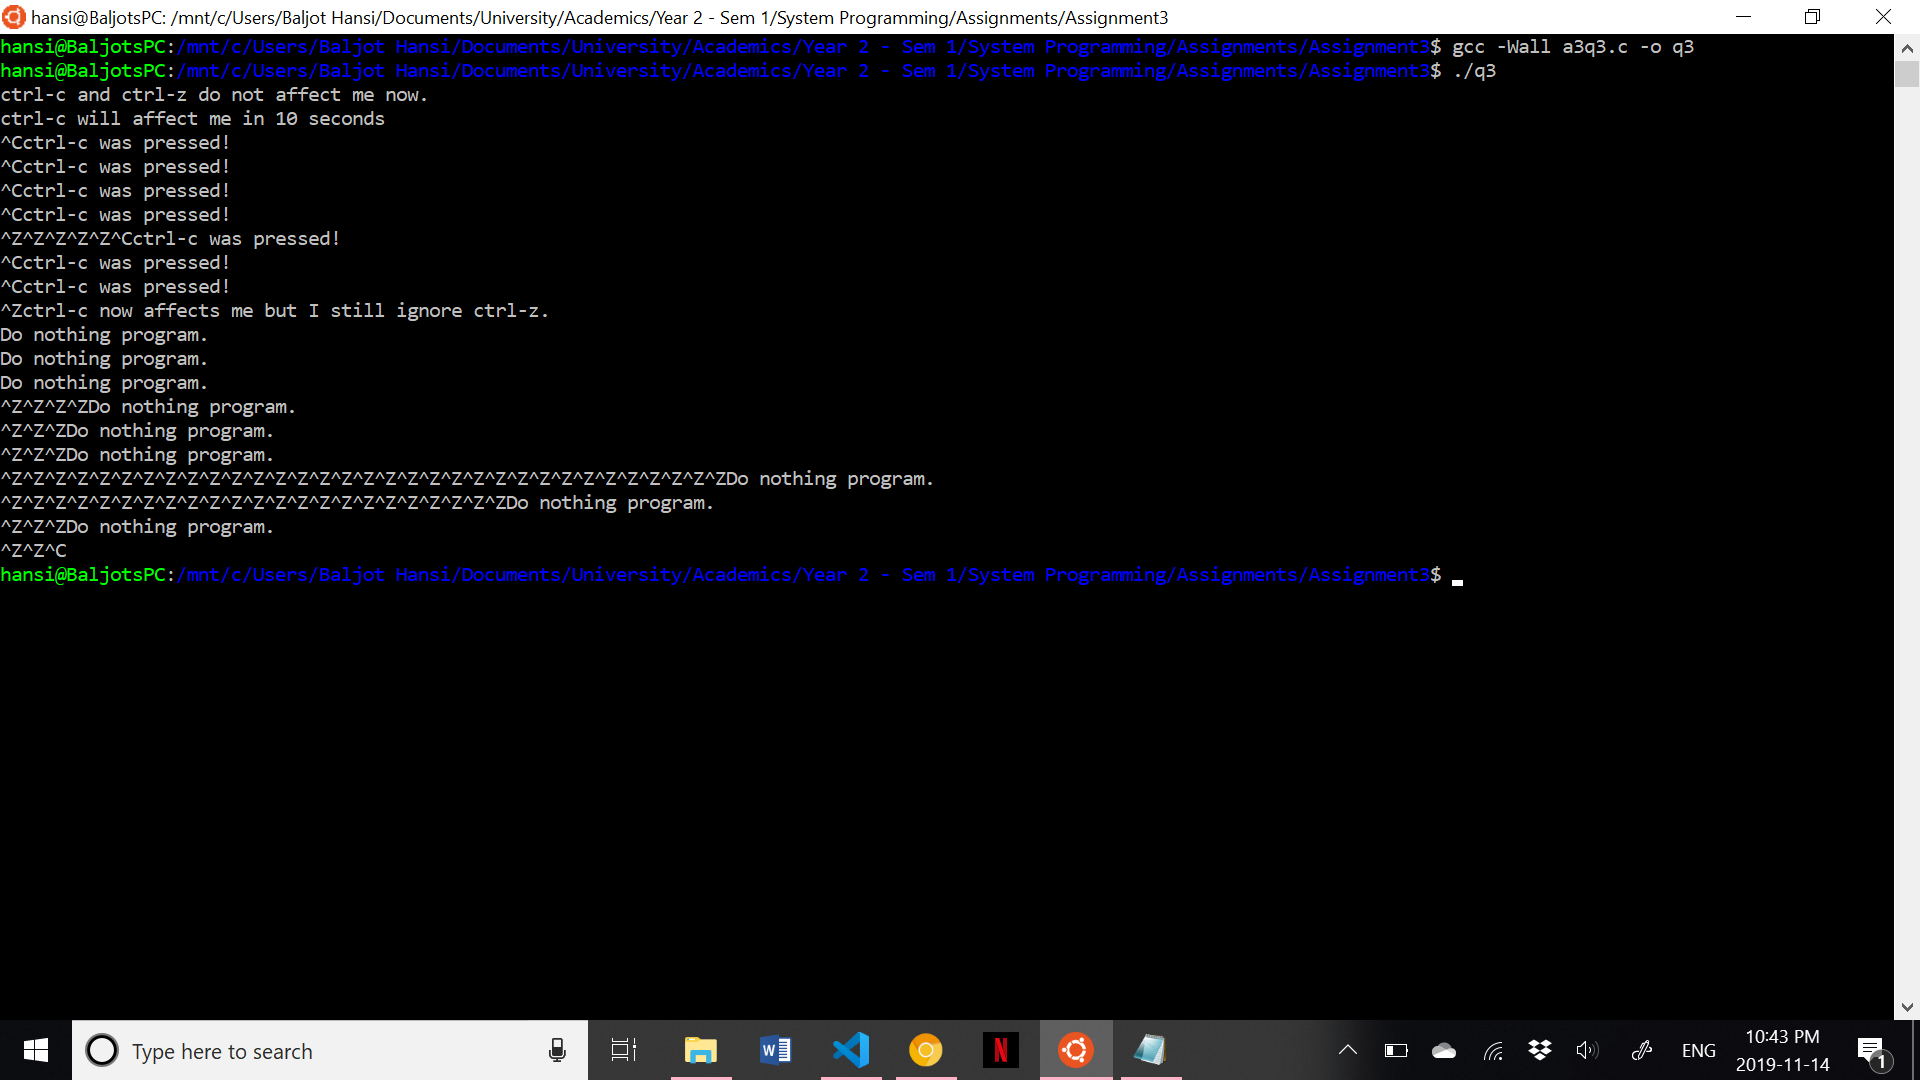 hansi@BaljotsPC: /mnt/c/Users/Baljot Hansi/Documents/University/Academics/Year 2 - Sem 1/System Programming/Assignments/Assignment3
hansi@BaljotsPC:/mnt/c/Users/Baljot Hansi/Documents/University/Academics/Year 2 - Sem 1/System Programming/Assignments/Assignment3$ gcc -Wall a3q3.c -o q3
hansi@BaljotsPC:/mnt/c/Users/Baljot Hansi/Documents/University/Academics/Year 2 - Sem 1/System Programming/Assignments/Assignment3$ ./q3
ctrl-c and ctrl-z do not affect me now.
ctrl-c will affect me in 10 seconds
^Cctrl-c was pressed!
^Cctrl-c was pressed!
^Cctrl-c was pressed!
^Cctrl-c was pressed!
^Z^Z^Z^Z^Z^Cctrl-c was pressed!
^Cctrl-c was pressed!
^Cctrl-c was pressed!
^Zctrl-c now affects me but I still ignore ctrl-z.
Do nothing program.
Do nothing program.
Do nothing program.
^Z^Z^Z^ZDo nothing program.
^Z^Z^ZDo nothing program.
^Z^Z^ZDo nothing program.
^Z^Z^Z^Z^Z^Z^Z^Z^Z^Z^Z^Z^Z^Z^Z^Z^Z^Z^Z^Z^Z^Z^Z^Z^Z^Z^Z^Z^Z^Z^Z^Z^ZDo nothing program.
^Z^Z^Z^Z^Z^Z^Z^Z^Z^Z^Z^Z^Z^Z^Z^Z^Z^Z^Z^Z^Z^Z^ZDo nothing program.
^Z^Z^ZDo nothing program.
^Z^Z^C
hansi@BaljotsPC:/mnt/c/Users/Baljot Hansi/Documents/University/Academics/Year 2 - Sem 1/System Programming/Assignments/Assignment3$
Type here to search
ENG
10:43 PM
2019-11-14
1